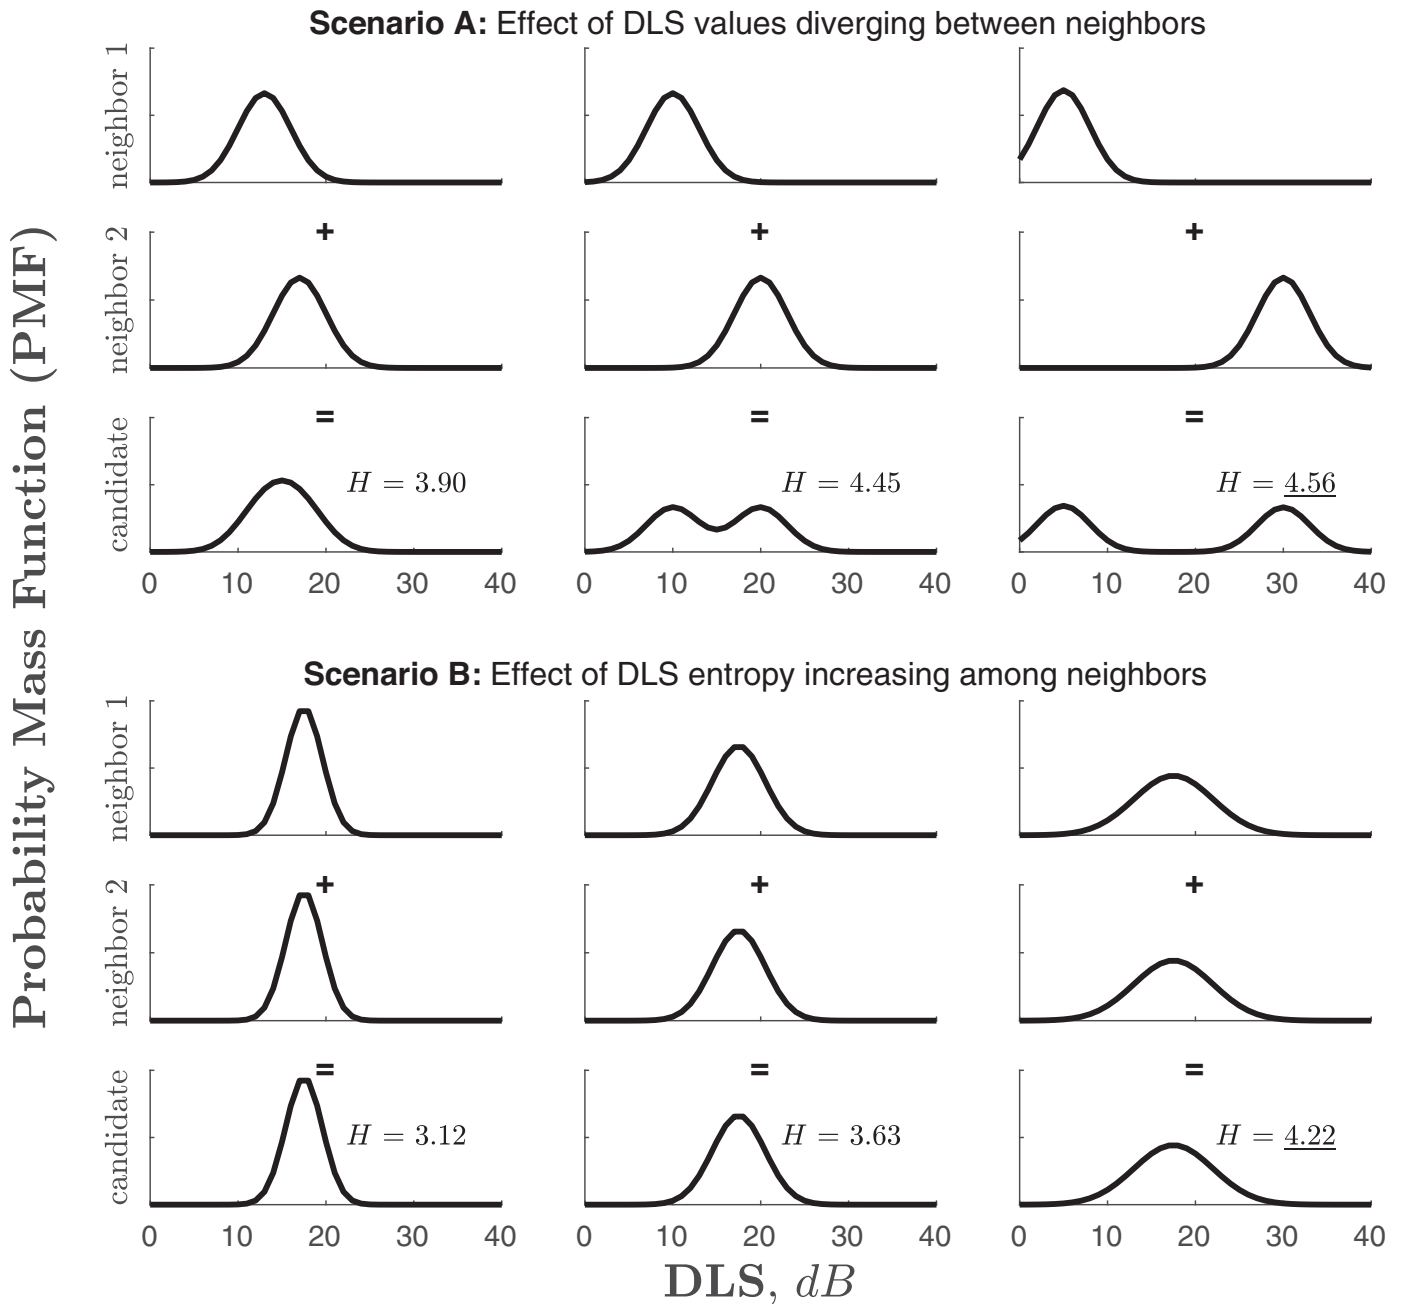 Scenario A: Effect of DLS values diverging between neighbors
neighbor 1
+ + +
neighbor 2
= = =
candidate
H = 3.90 H = 4.45 H = 4.56
0 10 20 30 40 0 10 20 30 40 0 10 20 30 40
Probability Mass Function (PMF)
Scenario B: Effect of DLS entropy increasing among neighbors
neighbor 1
+ + +
neighbor 2
= = =
candidate
H = 3.12 H = 3.63 H = 4.22
0 10 20 30 40 0 10 20 30 40 0 10 20 30 40
DLS, dB